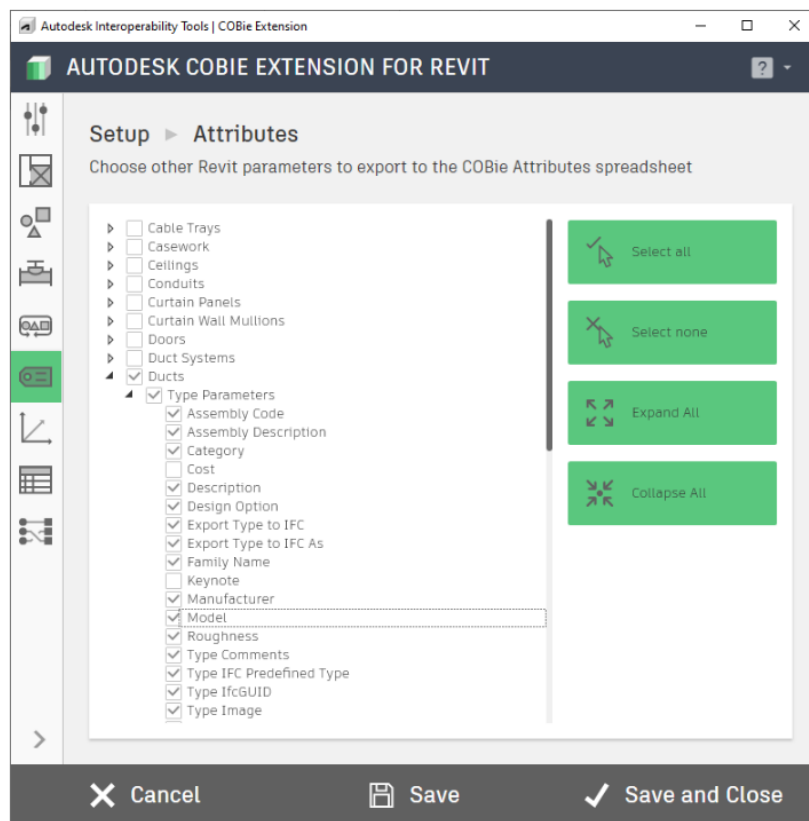 Autodesk Interoperability Tools | COBie Extension
AUTODESK COBIE EXTENSION FOR REVIT
?
Setup ▶ Attributes
Choose other Revit parameters to export to the COBie Attributes spreadsheet
Cable Trays
Casework
Ceilings
Conduits
Curtain Panels
Curtain Wall Mullions
Doors
Duct Systems
Ducts
Type Parameters
Assembly Code
Assembly Description
Category
Cost
Description
Design Option
Export Type to IFC
Export Type to IFC As
Family Name
Keynote
Manufacturer
Model
Roughness
Type Comments
Type IFC Predefined Type
Type IfcGUID
Type Image
Select all
Select none
Expand All
Collapse All
Cancel
Save
Save and Close